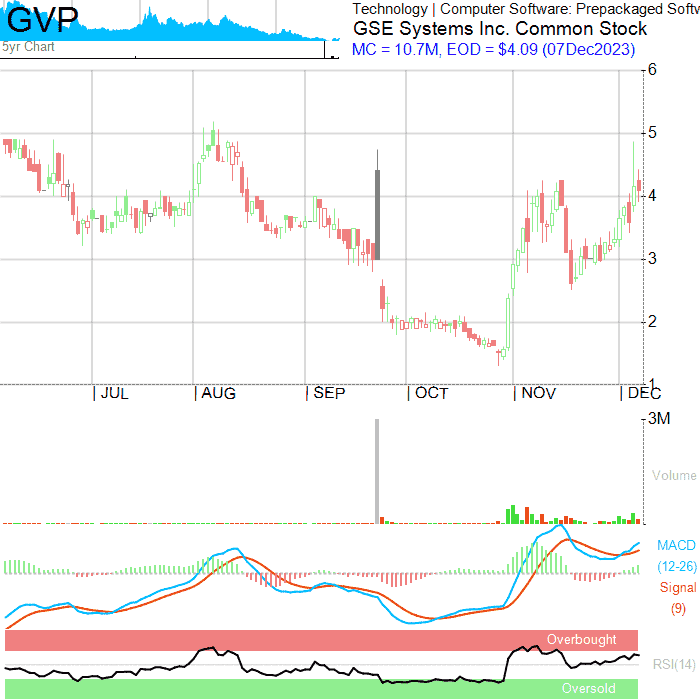 GVP
5yr Chart
Technology | Computer Software: Prepackaged Softw
GSE Systems Inc. Common Stock
MC = 10.7M, EOD = $4.09 (07Dec2023)
6
5
4
3
2
1
JUL AUG SEP OCT NOV DEC
3M
Volume
MACD
(12-26)
Signal
(9)
Overbought
RSI(14)
Oversold